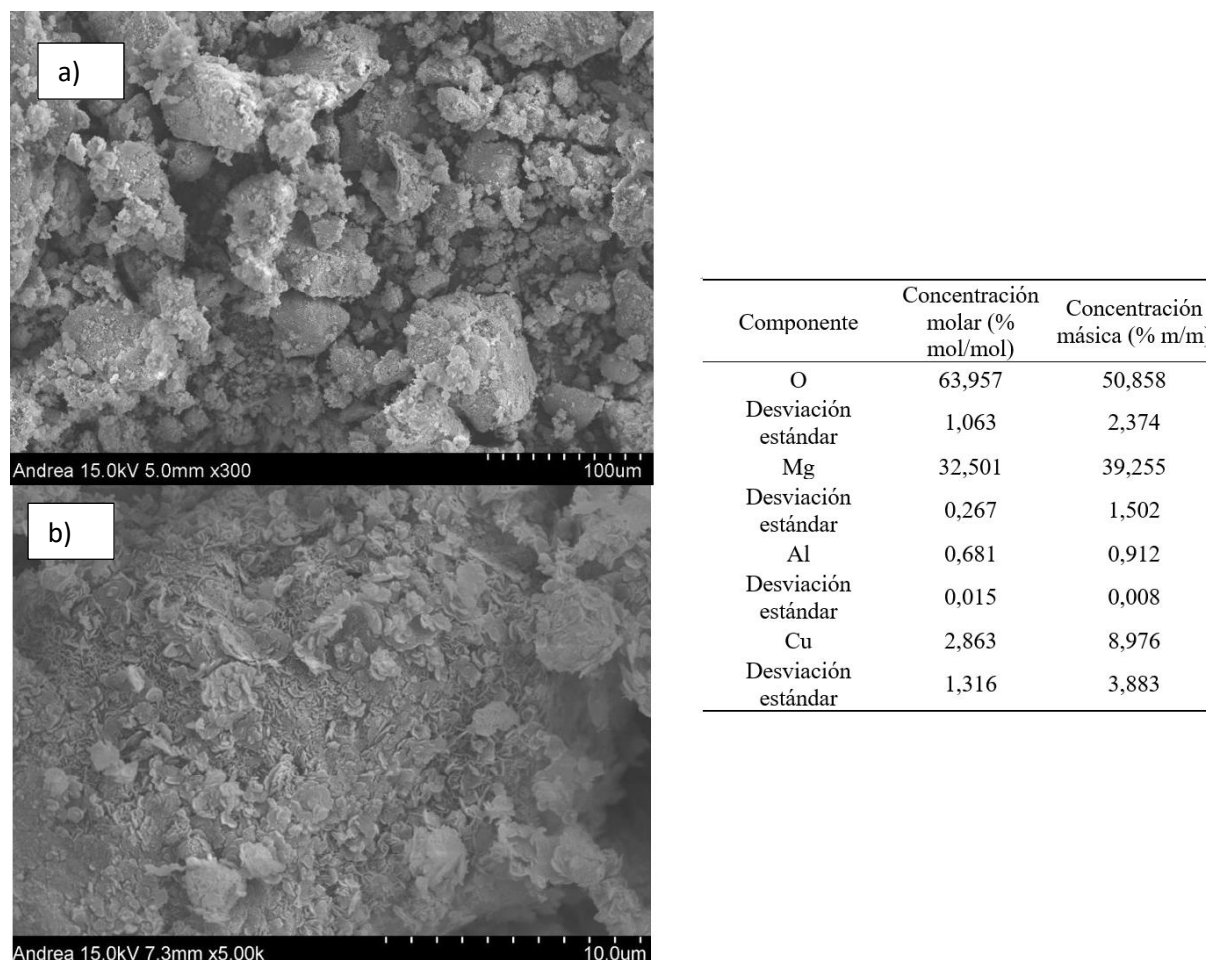 a)
Andrea 15.0kV 5.0mm x300 100um
b)
Andrea 15.0kV 7.3mm x5.00k 10.0um
Componente Concentración molar (% mol/mol) Concentración másica (% m/m)
O 63,957 50,858
Desviación estándar 1,063 2,374
Mg 32,501 39,255
Desviación estándar 0,267 1,502
Al 0,681 0,912
Desviación estándar 0,015 0,008
Cu 2,863 8,976
Desviación estándar 1,316 3,883